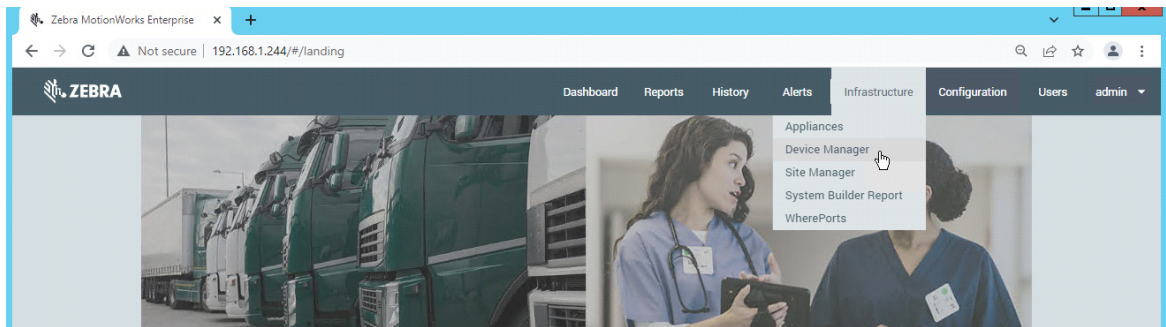 Zebra MotionWorks Enterprise
Not secure | 192.168.1.244/#/landing
ZEBRA Dashboard Reports History Alerts Infrastructure Configuration Users admin
Appliances
Device Manager
Site Manager
System Builder Report
WherePorts